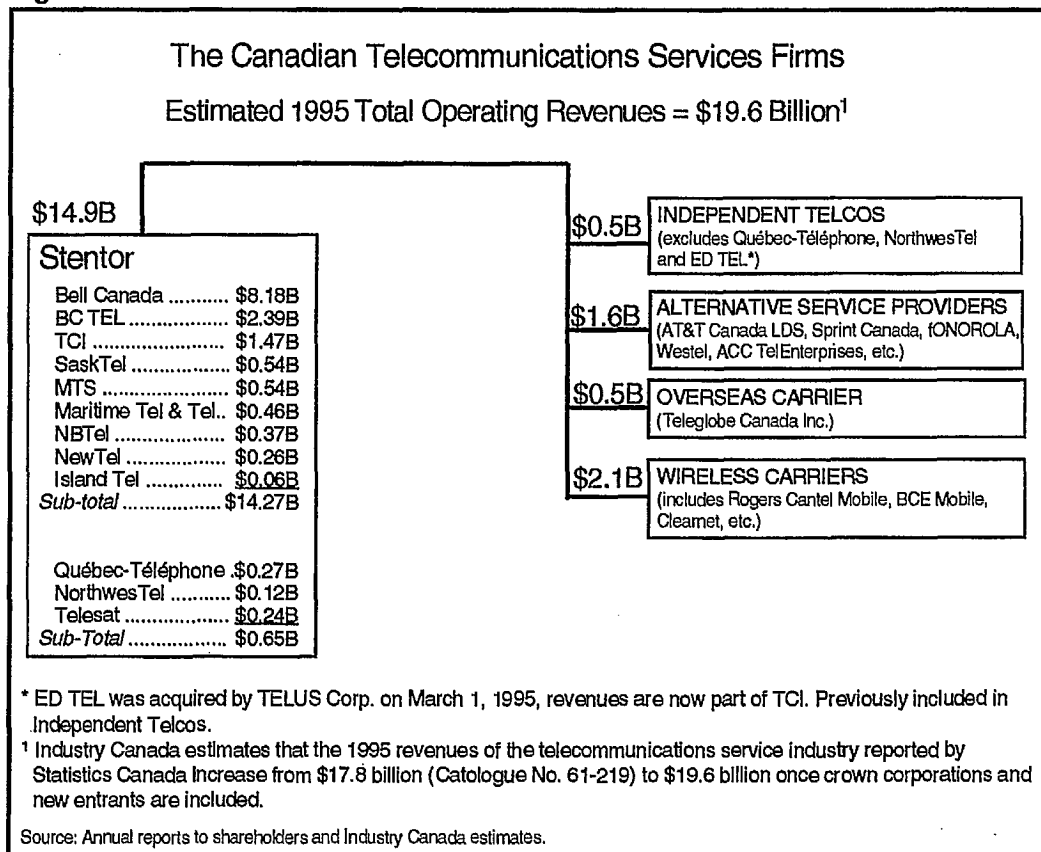 The Canadian Telecommunications Services Firms
Estimated 1995 Total Operating Revenues = $19.6 Billion¹
$14.9B
Stentor
Bell Canada ........... $8.18B
BC TEL.................. $2.39B
TCI ........................ $1.47B
SaskTel ................. $0.54B
MTS ...................... $0.54B
Maritime Tel & Tel.. $0.46B
NBTel .................... $0.37B
NewTel .................. $0.26B
Island Tel .............. $0.06B
Sub-total ................... $14.27B
Québec-Téléphone .$0.27B
NorthwesTel ........... $0.12B
Telesat ................... $0.24B
Sub-Total .................. $0.65B
$0.5B INDEPENDENT TELCOS
(excludes Québec-Téléphone, NorthwesTel
and ED TEL*)
$1.6B ALTERNATIVE SERVICE PROVIDERS
(AT&T Canada LDS, Sprint Canada, fONOROLA,
Westel, ACC TelEnterprises, etc.)
$0.5B OVERSEAS CARRIER
(Teleglobe Canada Inc.)
$2.1B WIRELESS CARRIERS
(includes Rogers Cantel Mobile, BCE Mobile,
Clearnet, etc.)
* ED TEL was acquired by TELUS Corp. on March 1, 1995, revenues are now part of TCI. Previously included in
Independent Telcos.
¹ Industry Canada estimates that the 1995 revenues of the telecommunications service industry reported by
Statistics Canada increase from $17.8 billion (Catologue No. 61-219) to $19.6 billion once crown corporations and
new entrants are included.
Source: Annual reports to shareholders and Industry Canada estimates.